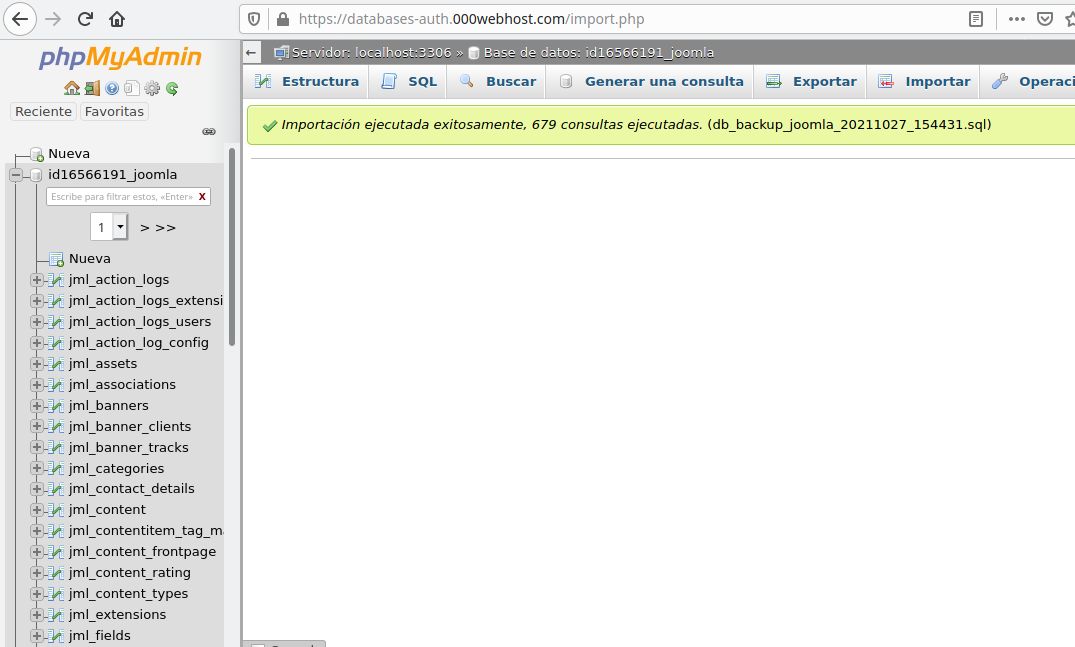 https://databases-auth.000webhost.com/import.php
phpMyAdmin
Reciente Favoritas
Nueva
id16566191_joomla
Escribe para filtrar estos, «Enter» X
1 > >>
Nueva
jml_action_logs
jml_action_logs_extensi
jml_action_logs_users
jml_action_log_config
jml_assets
jml_associations
jml_banners
jml_banner_clients
jml_banner_tracks
jml_categories
jml_contact_details
jml_content
jml_contentitem_tag_m
jml_content_frontpage
jml_content_rating
jml_content_types
jml_extensions
jml_fields
Servidor: localhost:3306 » Base de datos: id16566191_joomla
Estructura SQL Buscar Generar una consulta Exportar Importar Operaci
Importación ejecutada exitosamente, 679 consultas ejecutadas. (db_backup_joomla_20211027_154431.sql)